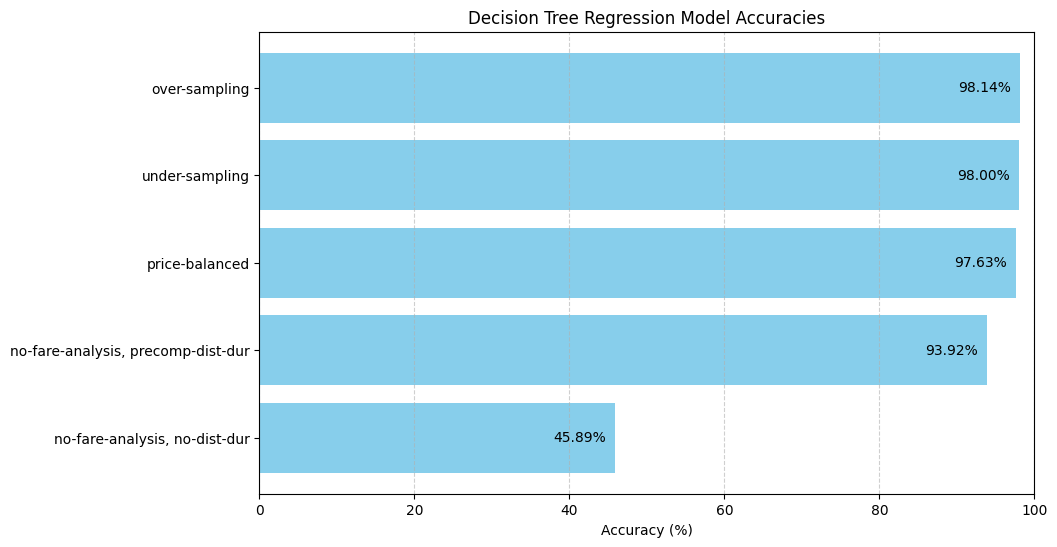 Decision Tree Regression Model Accuracies
over-sampling
98.14%
under-sampling
98.00%
price-balanced
97.63%
no-fare-analysis, precomp-dist-dur
93.92%
no-fare-analysis, no-dist-dur
45.89%
0 20 40 60 80 100
Accuracy (%)